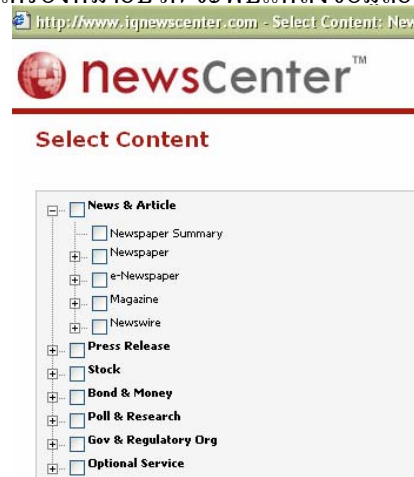 http://www.iqnewscenter.com - Select Content: New
newsCenter™
Select Content
News & Article
Newspaper Summary
Newspaper
e-Newspaper
Magazine
Newswire
Press Release
Stock
Bond & Money
Poll & Research
Gov & Regulatory Org
Optional Service